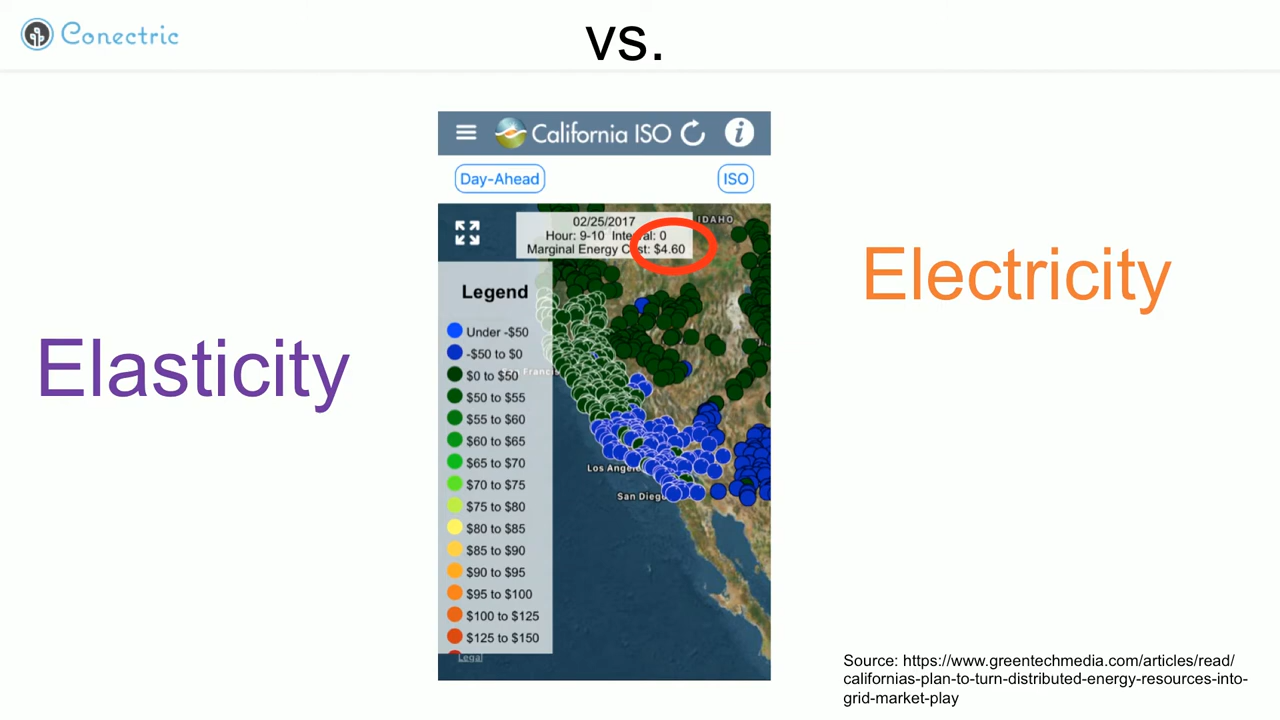 Conectric
vs.
California ISO
Day-Ahead
ISO
IDAHO
02/25/2017
Hour: 9-10 Interval: 0
Marginal Energy Cost: $4.60
Legend
Under -$50
-$50 to $0
$0 to $50
$50 to $55
$55 to $60
$60 to $65
$65 to $70
$70 to $75
$75 to $80
$80 to $85
$85 to $90
$90 to $95
$95 to $100
$100 to $125
$125 to $150
Legal
Los Angele
San Diego
Elasticity
Electricity
Source: https://www.greentechmedia.com/articles/read/
californias-plan-to-turn-distributed-energy-resources-into-
grid-market-play